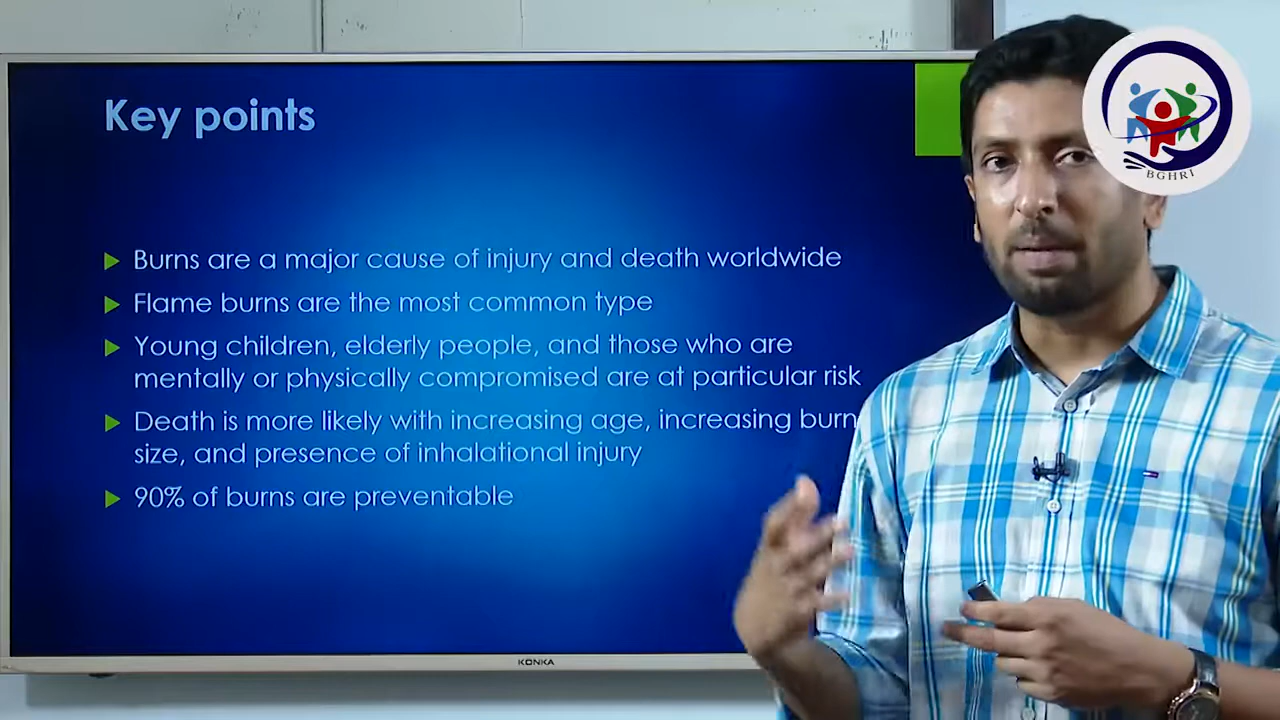 Key points
Burns are a major cause of injury and death worldwide
Flame burns are the most common type
Young children, elderly people, and those who are
mentally or physically compromised are at particular risk
Death is more likely with increasing age, increasing burn
size, and presence of inhalational injury
90% of burns are preventable
KONKA
BGHRI